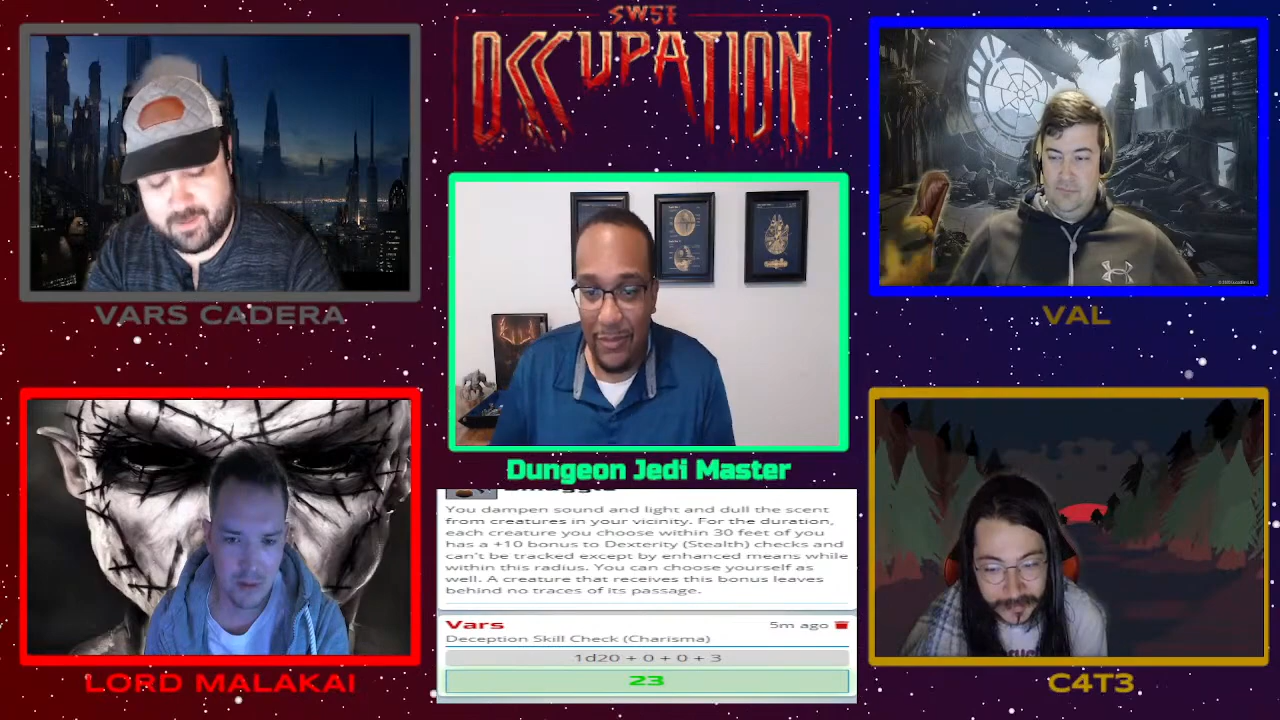 SW5E
OCCUPATION
VARS CADERA
VAL
Dungeon Jedi Master
You dampen sound and light and dull the scent
from creatures in your vicinity. For the duration,
each creature you choose within 30 feet of you
has a +10 bonus to Dexterity (Stealth) checks and
can't be tracked except by enhanced means while
within this radius. You can choose yourself as
well. A creature that receives this bonus leaves
behind no traces of its passage.
Vars 5m ago
Deception Skill Check (Charisma)
1d20 + 0 + 0 + 3
23
LORD MALAKAI
C4T3